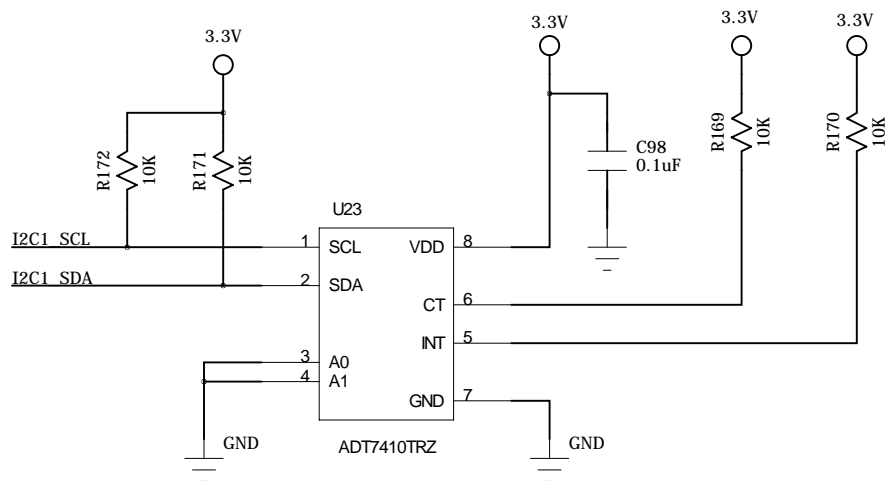 3.3V
3.3V
3.3V
3.3V
R172
10K
R171
10K
C98
0.1uF
R169
10K
R170
10K
U23
I2C1_SCL
1
SCL
VDD
8
I2C1_SDA
2
SDA
CT
6
INT
5
3
A0
4
A1
GND
7
GND
ADT7410TRZ
GND